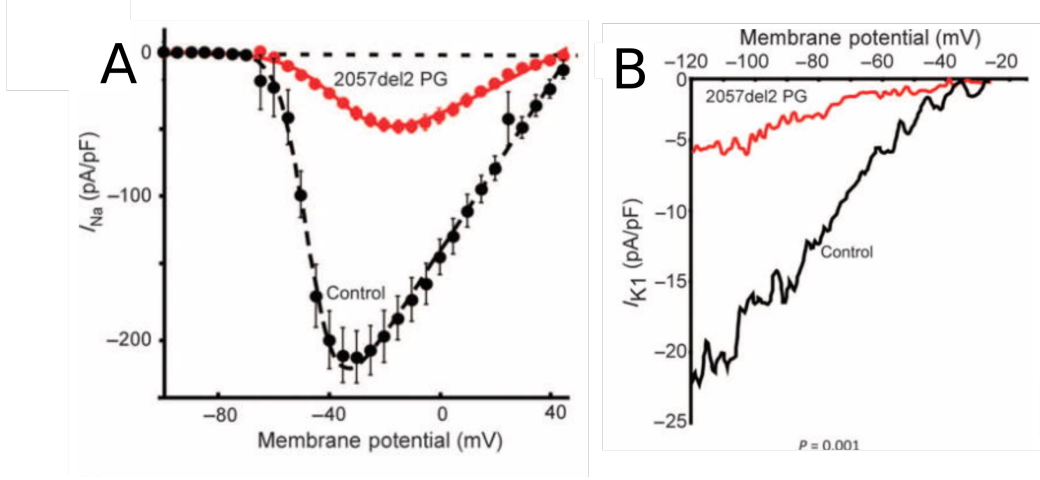 A
0
2057del2 PG
−100
−200
I_Na (pA/pF)
Control
−80
−40
0
40
Membrane potential (mV)
B
Membrane potential (mV)
−120
−100
−80
−60
−40
−20
0
2057del2 PG
−5
−10
−15
−20
−25
I_K1 (pA/pF)
Control
P = 0.001